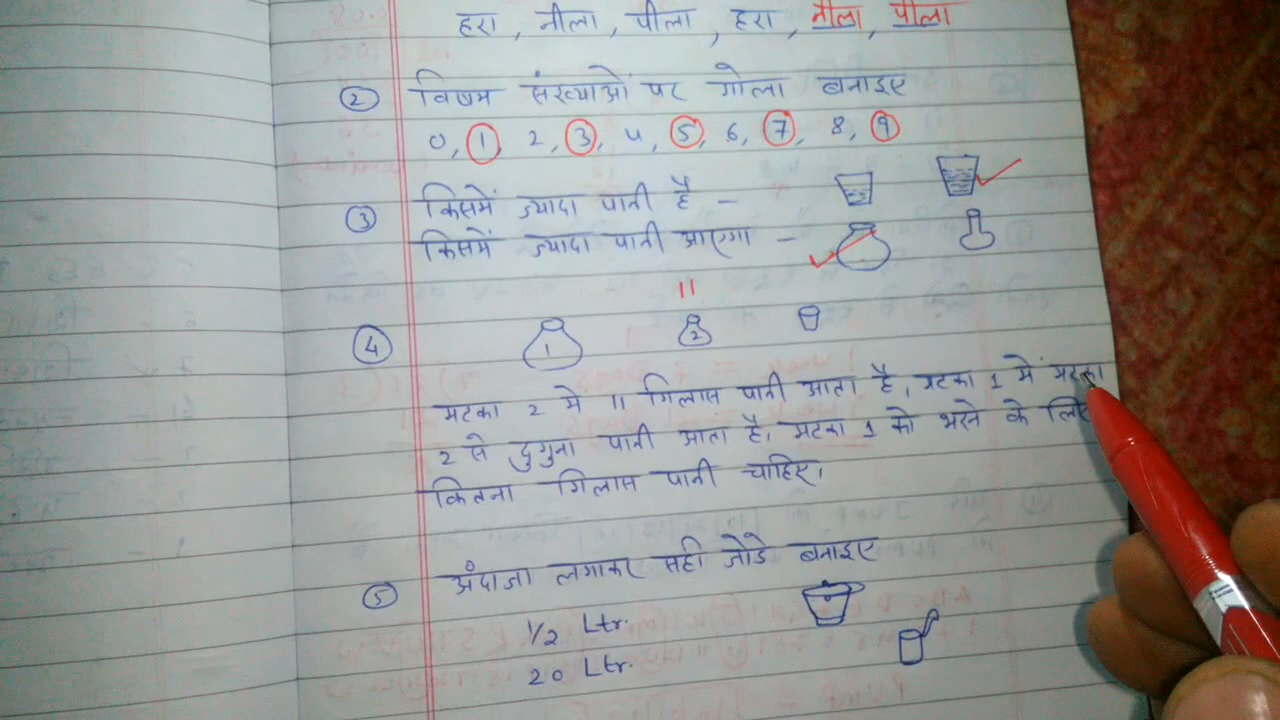 हरा, नीला, पीला, हरा, नीला, पीला
② विषम संख्याओं पर गोला बनाइए
0, 1, 2, 3, 4, 5, 6, 7, 8, 9
③ किसमें ज्यादा पानी है –
किसमें ज्यादा पानी आएगा –
11
④ 1 2
मटका 2 में 11 गिलास पानी आता है, मटका 1 में मटका
2 से दुगुना पानी आता है। मटका 1 को भरने के लिए
कितना गिलास पानी चाहिए।
⑤ अंदाजा लगाकर सही जोडे बनाइए
1/2 Ltr.
20 Ltr.